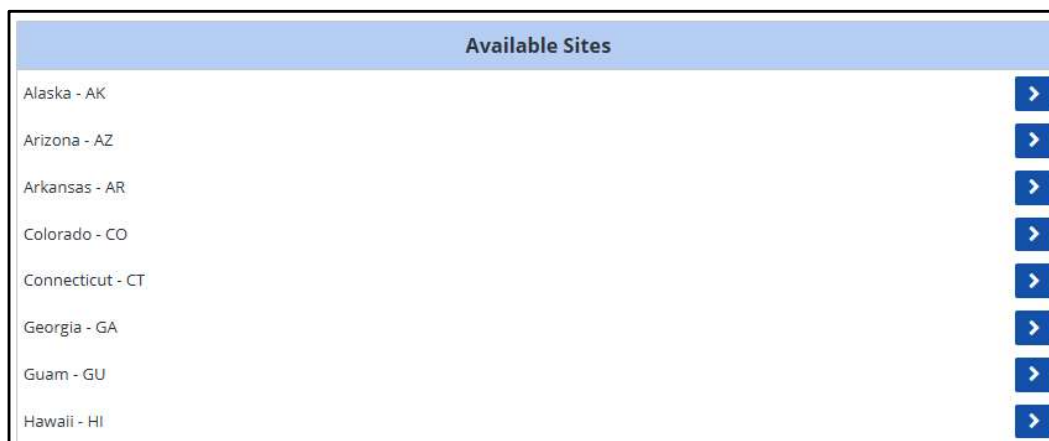 Available Sites
Alaska - AK
Arizona - AZ
Arkansas - AR
Colorado - CO
Connecticut - CT
Georgia - GA
Guam - GU
Hawaii - HI